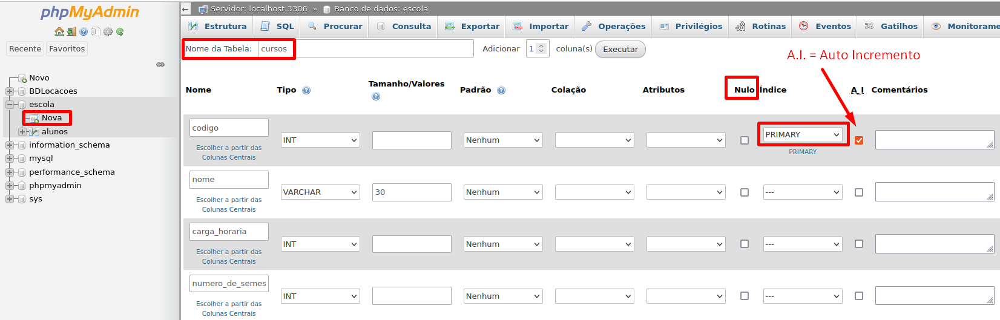 phpMyAdmin
Recente Favoritos
Novo
BDLocacoes
escola
Nova
alunos
information_schema
mysql
performance_schema
phpmyadmin
sys
← Servidor: localhost:3306 » Banco de dados: escola
Estrutura SQL Procurar Consulta Exportar Importar Operações Privilégios Rotinas Eventos Gatilhos Monitorame
Nome da Tabela: cursos Adicionar 1 coluna(s) Executar
A.I. = Auto Incremento
Nome Tipo Tamanho/Valores Padrão Colação Atributos Nulo Índice A_I Comentários
codigo INT Nenhum PRIMARY
Escolher a partir das
Colunas Centrais
PRIMARY
nome VARCHAR 30 Nenhum ---
Escolher a partir das
Colunas Centrais
carga_horaria INT Nenhum ---
Escolher a partir das
Colunas Centrais
numero_de_semes INT Nenhum ---
Escolher a partir das
Colunas Centrais